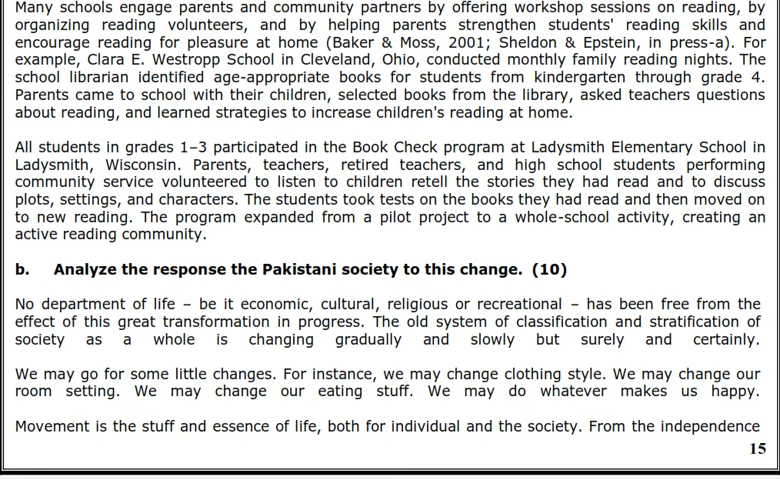 Many schools engage parents and community partners by offering workshop sessions on reading, by
organizing reading volunteers, and by helping parents strengthen students' reading skills and
encourage reading for pleasure at home (Baker & Moss, 2001; Sheldon & Epstein, in press-a). For
example, Clara E. Westropp School in Cleveland, Ohio, conducted monthly family reading nights. The
school librarian identified age-appropriate books for students from kindergarten through grade 4.
Parents came to school with their children, selected books from the library, asked teachers questions
about reading, and learned strategies to increase children's reading at home.
All students in grades 1–3 participated in the Book Check program at Ladysmith Elementary School in
Ladysmith, Wisconsin. Parents, teachers, retired teachers, and high school students performing
community service volunteered to listen to children retell the stories they had read and to discuss
plots, settings, and characters. The students took tests on the books they had read and then moved on
to new reading. The program expanded from a pilot project to a whole-school activity, creating an
active reading community.
b. Analyze the response the Pakistani society to this change. (10)
No department of life – be it economic, cultural, religious or recreational – has been free from the
effect of this great transformation in progress. The old system of classification and stratification of
society as a whole is changing gradually and slowly but surely and certainly.
We may go for some little changes. For instance, we may change clothing style. We may change our
room setting. We may change our eating stuff. We may do whatever makes us happy.
Movement is the stuff and essence of life, both for individual and the society. From the independence
15